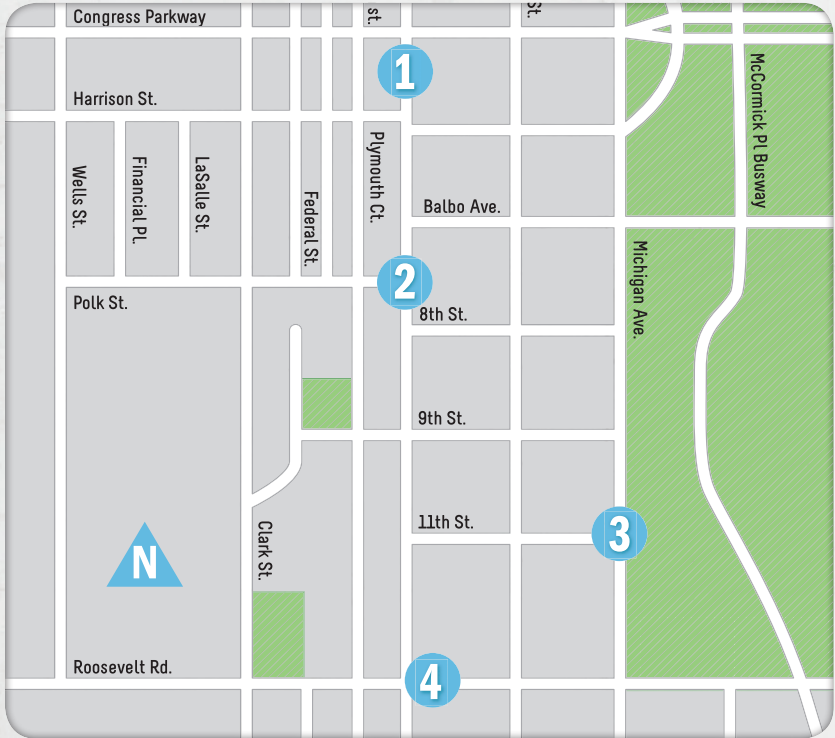 Congress Parkway
st.
St.
1
Harrison St.
McCormick Pl Busway
Wells St.
Financial Pl.
LaSalle St.
Federal St.
Plymouth Ct.
Balbo Ave.
2
Michigan Ave.
Polk St.
8th St.
9th St.
11th St.
3
Clark St.
N
Roosevelt Rd.
4